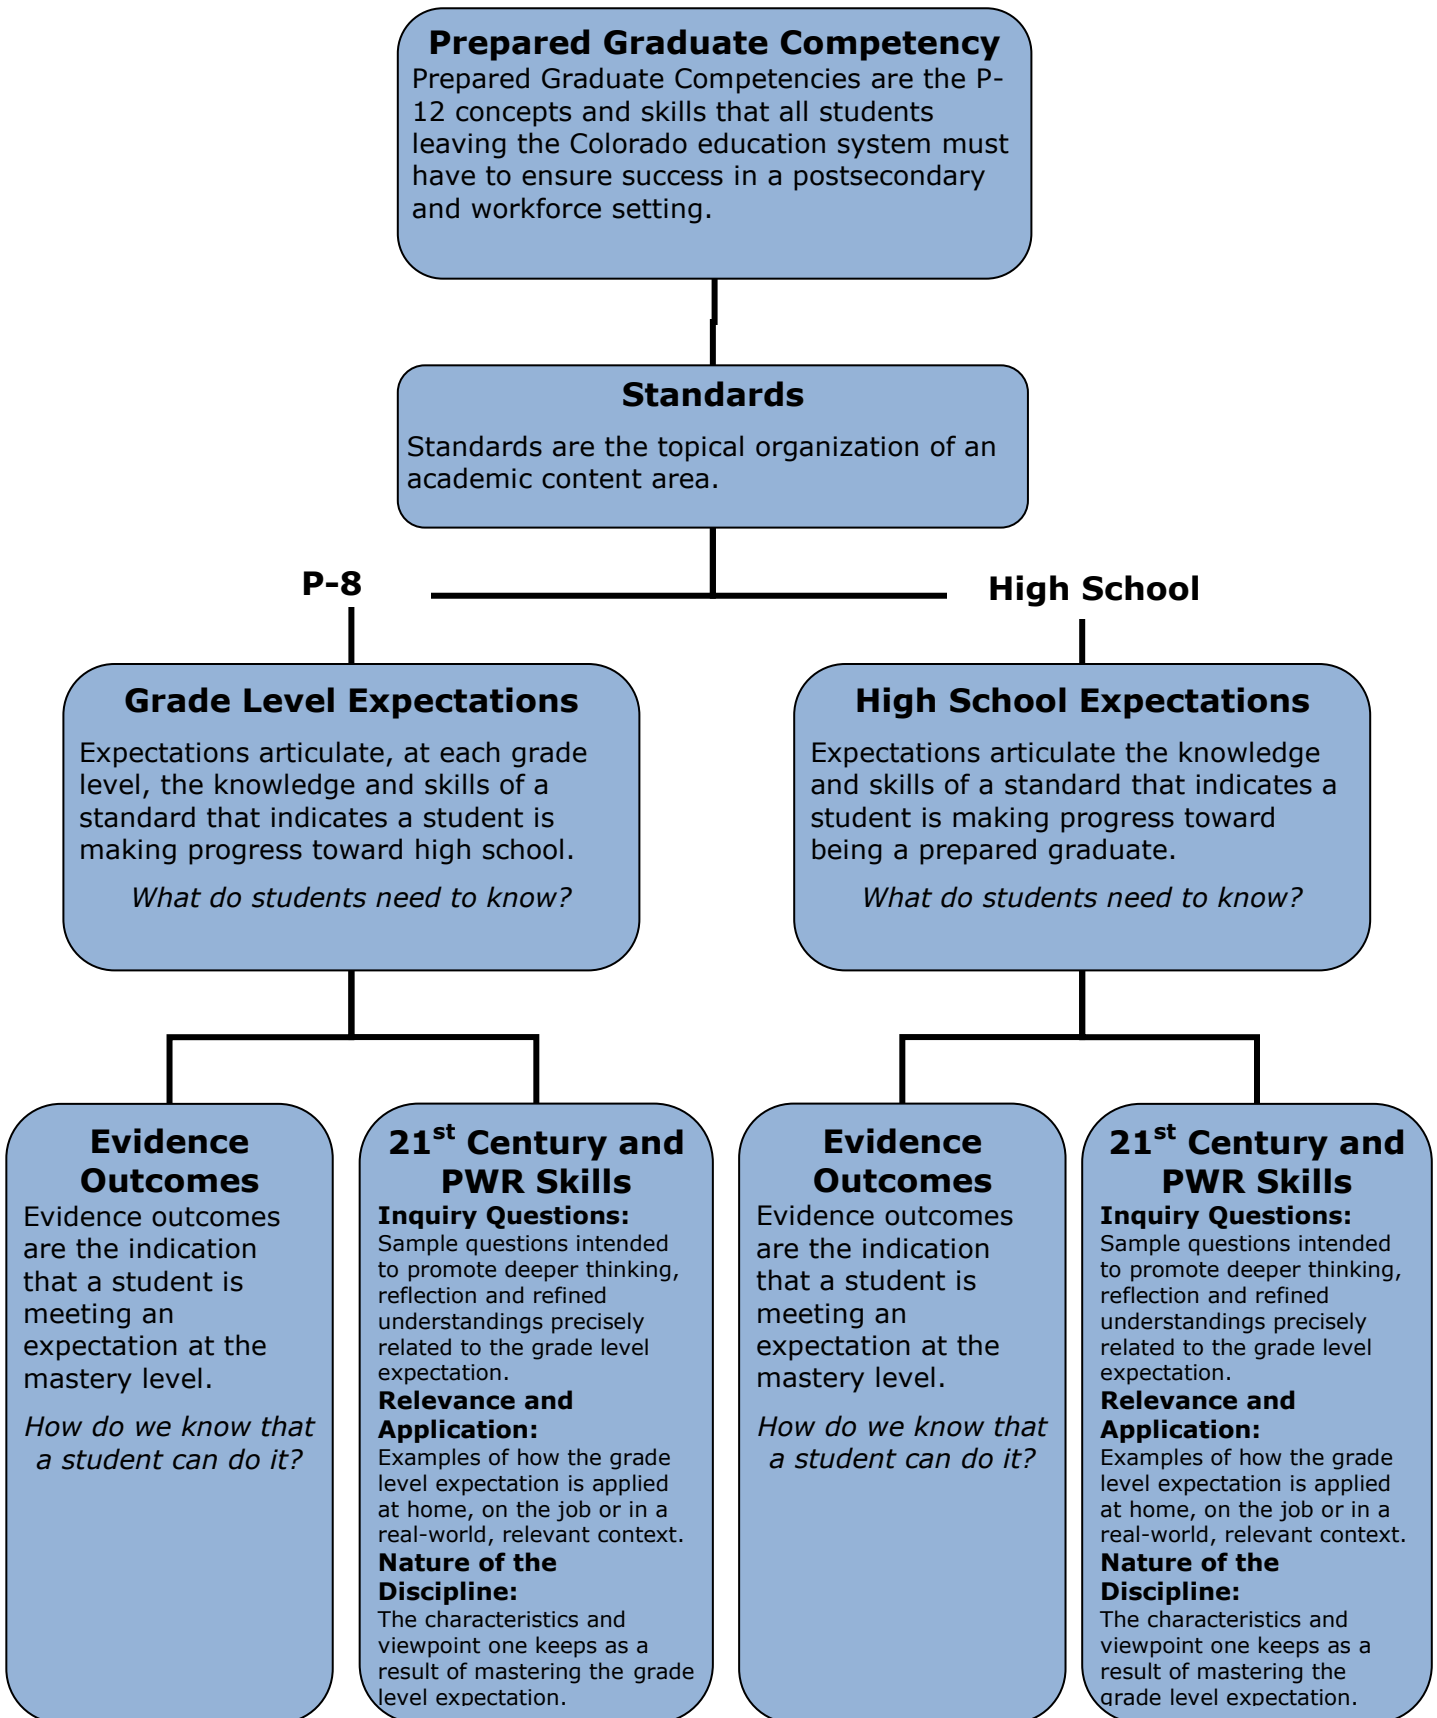 Prepared Graduate Competency
Prepared Graduate Competencies are the P-
12 concepts and skills that all students
leaving the Colorado education system must
have to ensure success in a postsecondary
and workforce setting.
Standards
Standards are the topical organization of an
academic content area.
P-8
High School
Grade Level Expectations
Expectations articulate, at each grade
level, the knowledge and skills of a
standard that indicates a student is
making progress toward high school.
What do students need to know?
High School Expectations
Expectations articulate the knowledge
and skills of a standard that indicates a
student is making progress toward
being a prepared graduate.
What do students need to know?
Evidence
Outcomes
Evidence outcomes
are the indication
that a student is
meeting an
expectation at the
mastery level.
How do we know that
a student can do it?
21st Century and
PWR Skills
Inquiry Questions:
Sample questions intended
to promote deeper thinking,
reflection and refined
understandings precisely
related to the grade level
expectation.
Relevance and
Application:
Examples of how the grade
level expectation is applied
at home, on the job or in a
real-world, relevant context.
Nature of the
Discipline:
The characteristics and
viewpoint one keeps as a
result of mastering the grade
level expectation.
Evidence
Outcomes
Evidence outcomes
are the indication
that a student is
meeting an
expectation at the
mastery level.
How do we know that
a student can do it?
21st Century and
PWR Skills
Inquiry Questions:
Sample questions intended
to promote deeper thinking,
reflection and refined
understandings precisely
related to the grade level
expectation.
Relevance and
Application:
Examples of how the grade
level expectation is applied
at home, on the job or in a
real-world, relevant context.
Nature of the
Discipline:
The characteristics and
viewpoint one keeps as a
result of mastering the
grade level expectation.